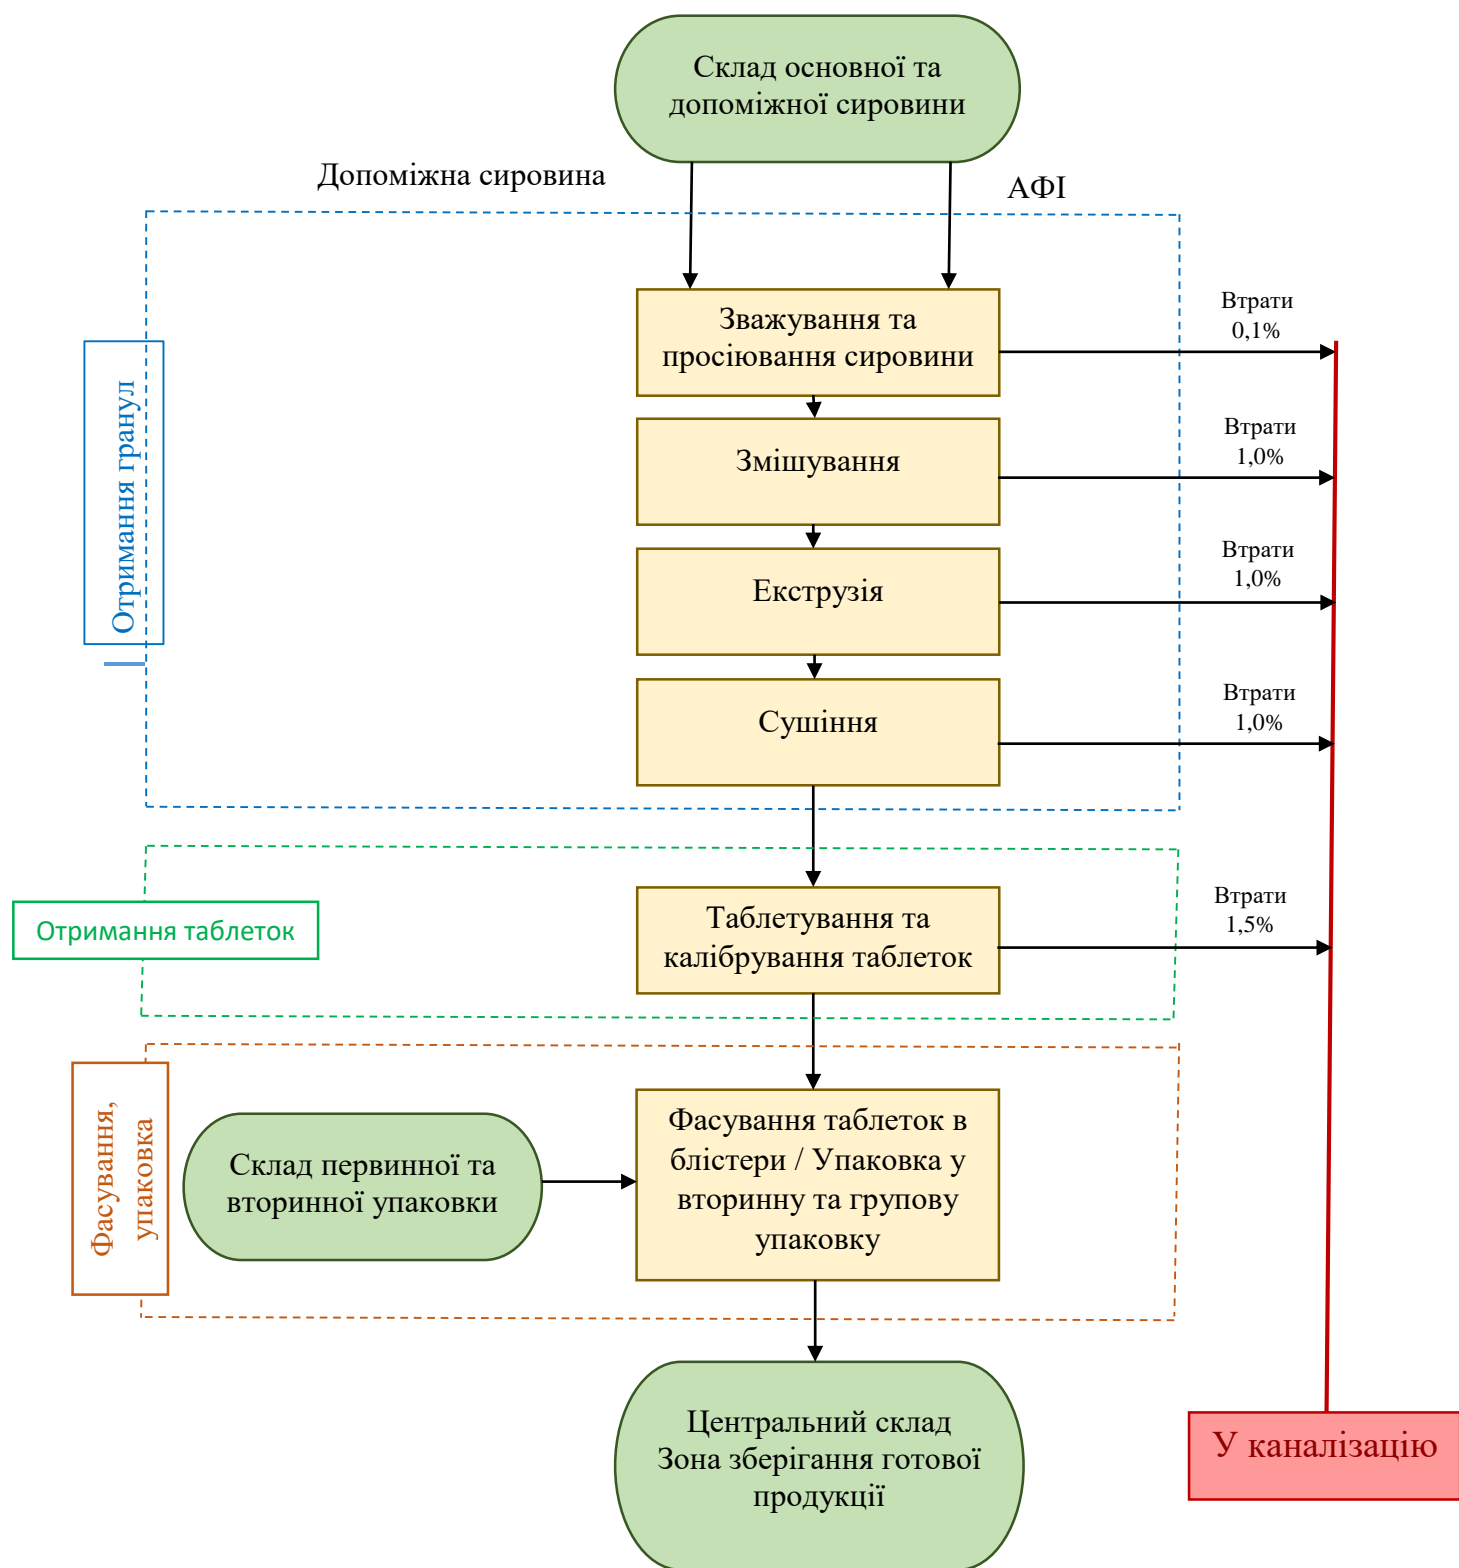 Склад основної та
допоміжної сировини
Допоміжна сировина
АФІ
Зважування та
просіювання сировини
Втрати
0,1%
Отримання гранул
Змішування
Втрати
1,0%
Екструзія
Втрати
1,0%
Сушіння
Втрати
1,0%
Отримання таблеток
Таблетування та
калібрування таблеток
Втрати
1,5%
Фасування,
упаковка
Склад первинної та
вторинної упаковки
Фасування таблеток в
блістери / Упаковка у
вторинну та групову
упаковку
Центральний склад
Зона зберігання готової
продукції
У каналізацію